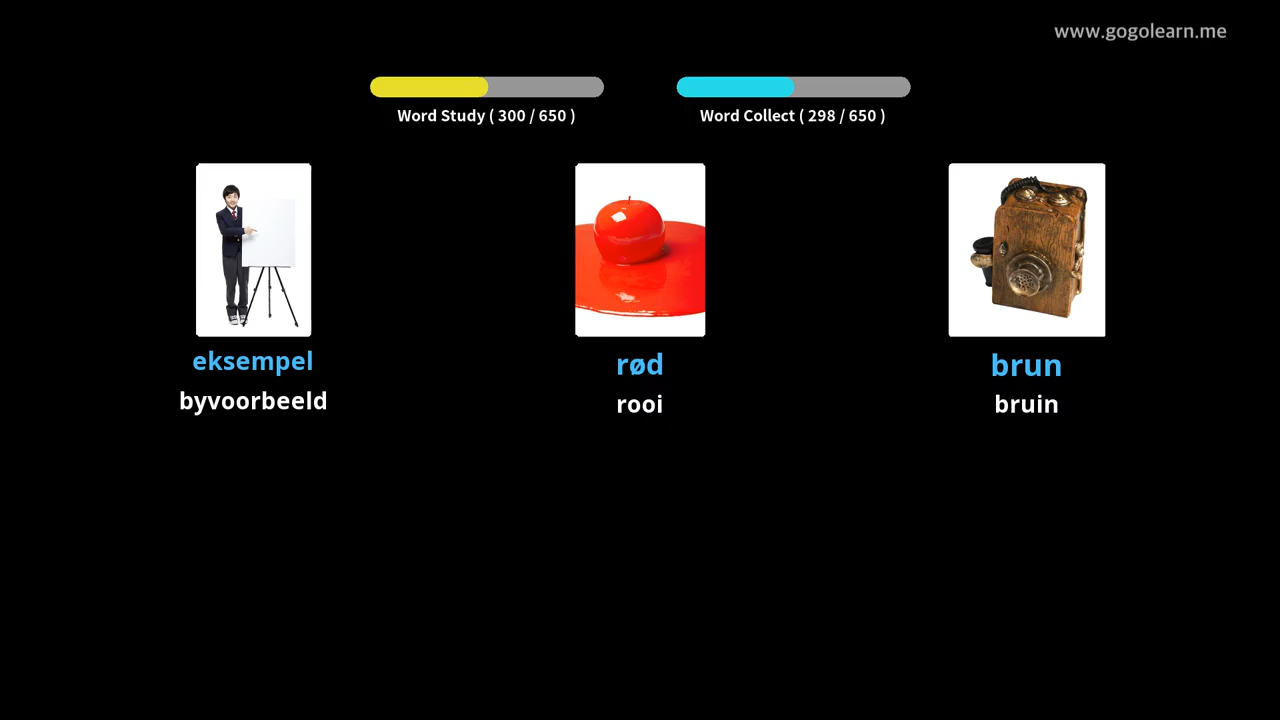 www.gogolearn.me
Word Study ( 300 / 650 )
Word Collect ( 298 / 650 )
eksempel
byvoorbeeld
rød
rooi
brun
bruin